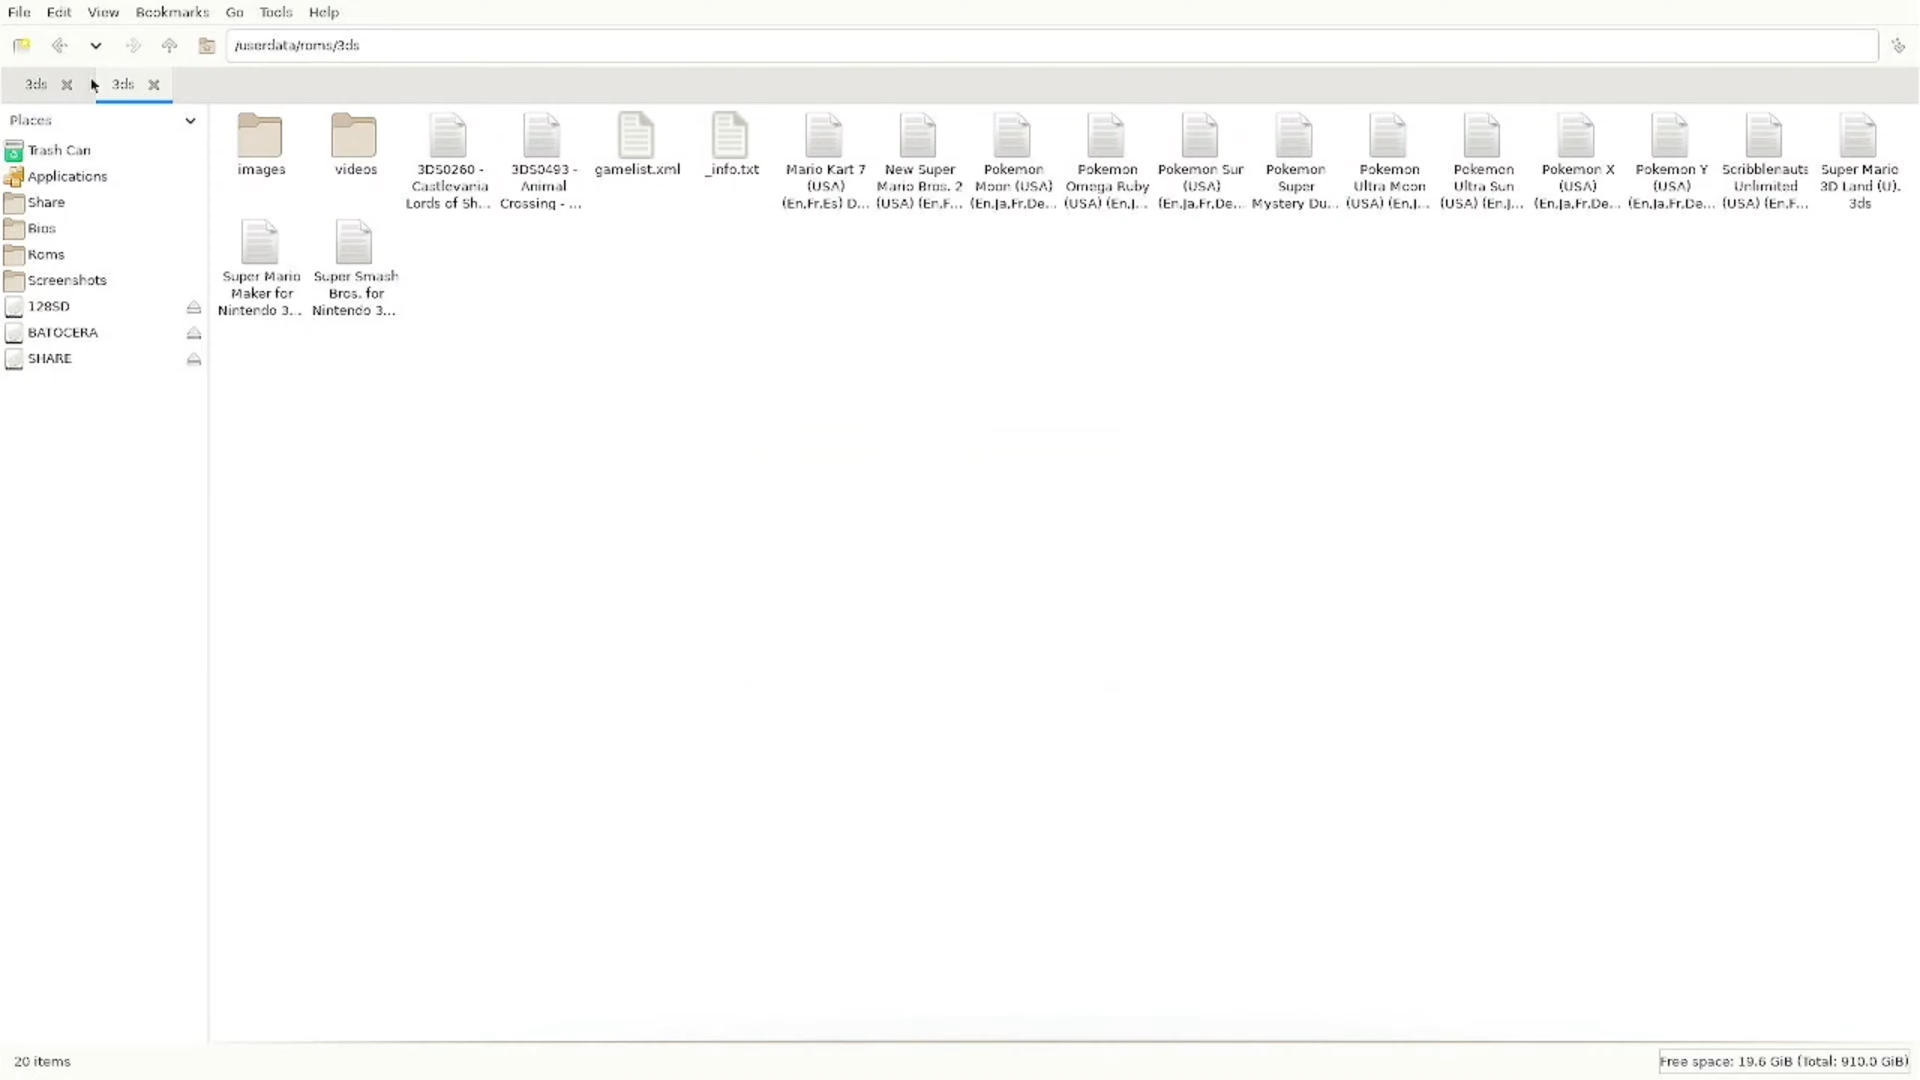 File Edit View Bookmarks Go Tools Help
/userdata/roms/3ds
3ds 3ds
Places
Trash Can
Applications
Share
Bios
Roms
Screenshots
128SD
BATOCERA
SHARE
images
videos
3DS0260 -
Castlevania
Lords of Sh...
3DS0493 -
Animal
Crossing - ...
gamelist.xml
_info.txt
Mario Kart 7
(USA)
(En,Fr,Es) D...
New Super
Mario Bros. 2
(USA) (En,F...
Pokemon
Moon (USA)
(En,Ja,Fr,De...
Pokemon
Omega Ruby
(USA) (En,J...
Pokemon Sun
(USA)
(En,Ja,Fr,De...
Pokemon
Super
Mystery Du...
Pokemon
Ultra Moon
(USA) (En,J...
Pokemon
Ultra Sun
(USA) (En,J...
Pokemon X
(USA)
(En,Ja,Fr,De...
Pokemon Y
(USA)
(En,Ja,Fr,De...
Scribblenauts
Unlimited
(USA) (En,F...
Super Mario
3D Land (U).
3ds
Super Mario
Maker for
Nintendo 3...
Super Smash
Bros. for
Nintendo 3...
20 items
Free space: 19.6 GiB (Total: 910.0 GiB)